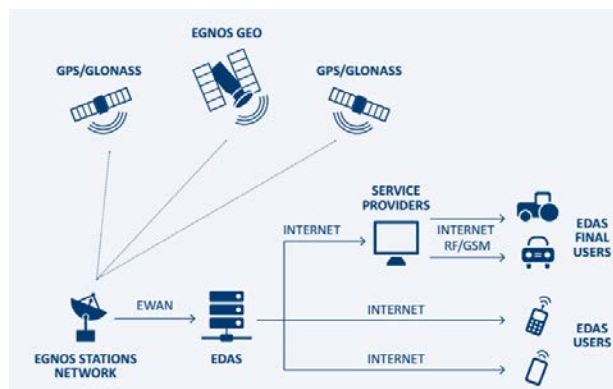 EGNOS GEO
GPS/GLONASS
GPS/GLONASS
SERVICE
PROVIDERS
INTERNET
INTERNET
RF/GSM
EDAS
FINAL
USERS
EWAN
INTERNET
EGNOS STATIONS
NETWORK
EDAS
EDAS
USERS
INTERNET